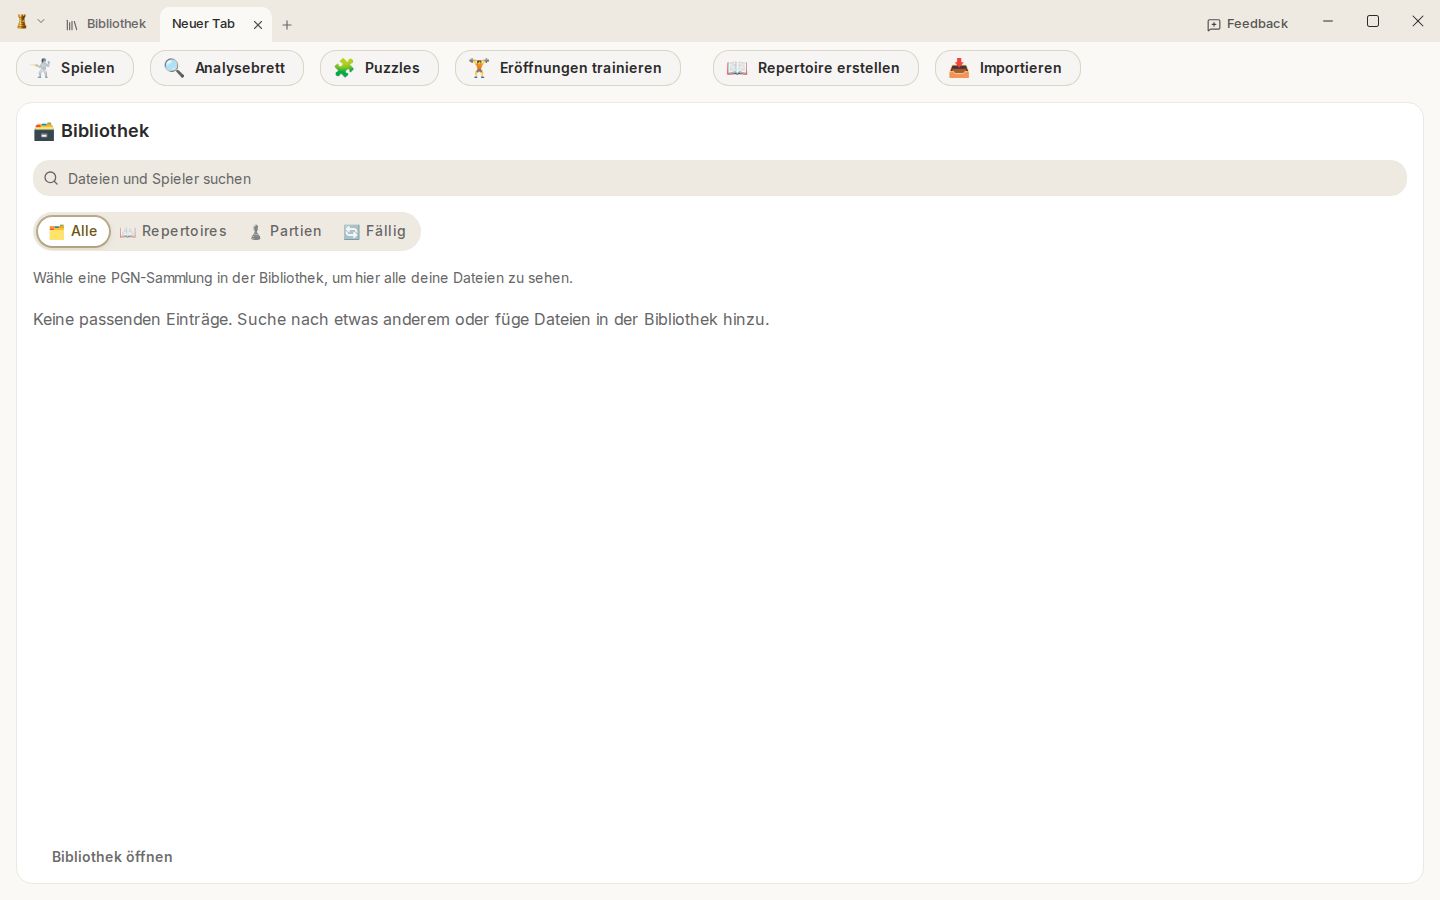 Bibliothek
Neuer Tab
Feedback
Spielen
Analysebrett
Puzzles
Eröffnungen trainieren
Repertoire erstellen
Importieren
Bibliothek
Dateien und Spieler suchen
Alle
Repertoires
Partien
Fällig
Wähle eine PGN-Sammlung in der Bibliothek, um hier alle deine Dateien zu sehen.
Keine passenden Einträge. Suche nach etwas anderem oder füge Dateien in der Bibliothek hinzu.
Bibliothek öffnen